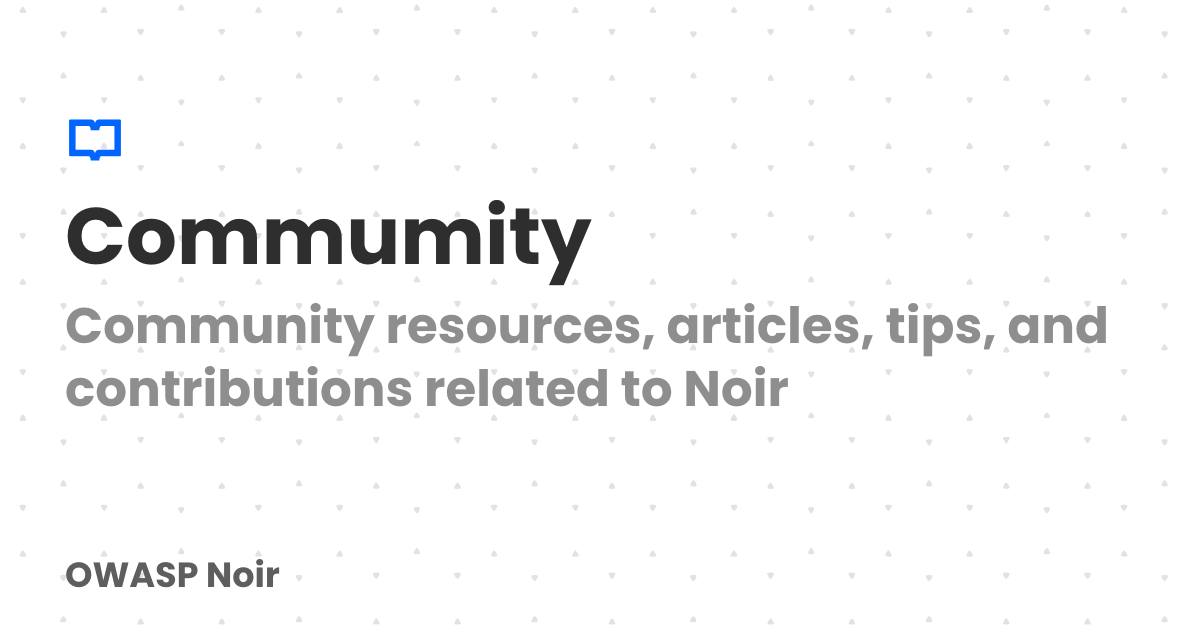 Commumity
Community resources, articles, tips, and
contributions related to Noir
OWASP Noir